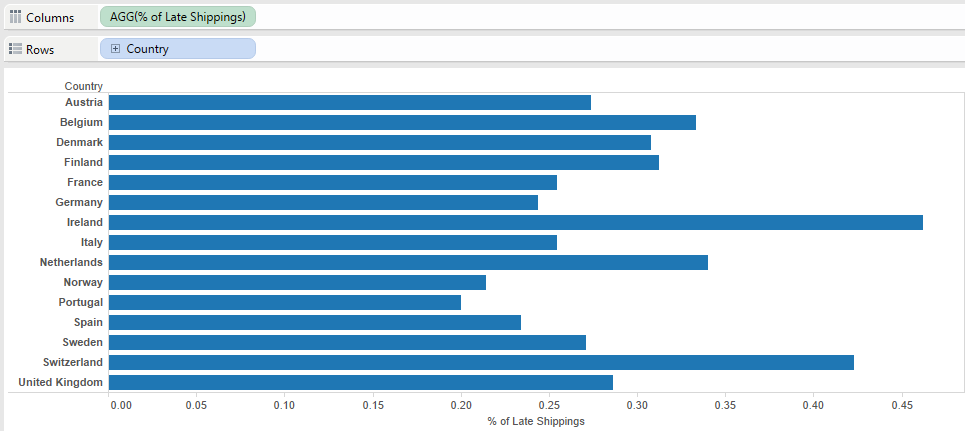 Columns AGG(% of Late Shippings)
Rows Country
Country
Austria
Belgium
Denmark
Finland
France
Germany
Ireland
Italy
Netherlands
Norway
Portugal
Spain
Sweden
Switzerland
United Kingdom
0.00 0.05 0.10 0.15 0.20 0.25 0.30 0.35 0.40 0.45
% of Late Shippings